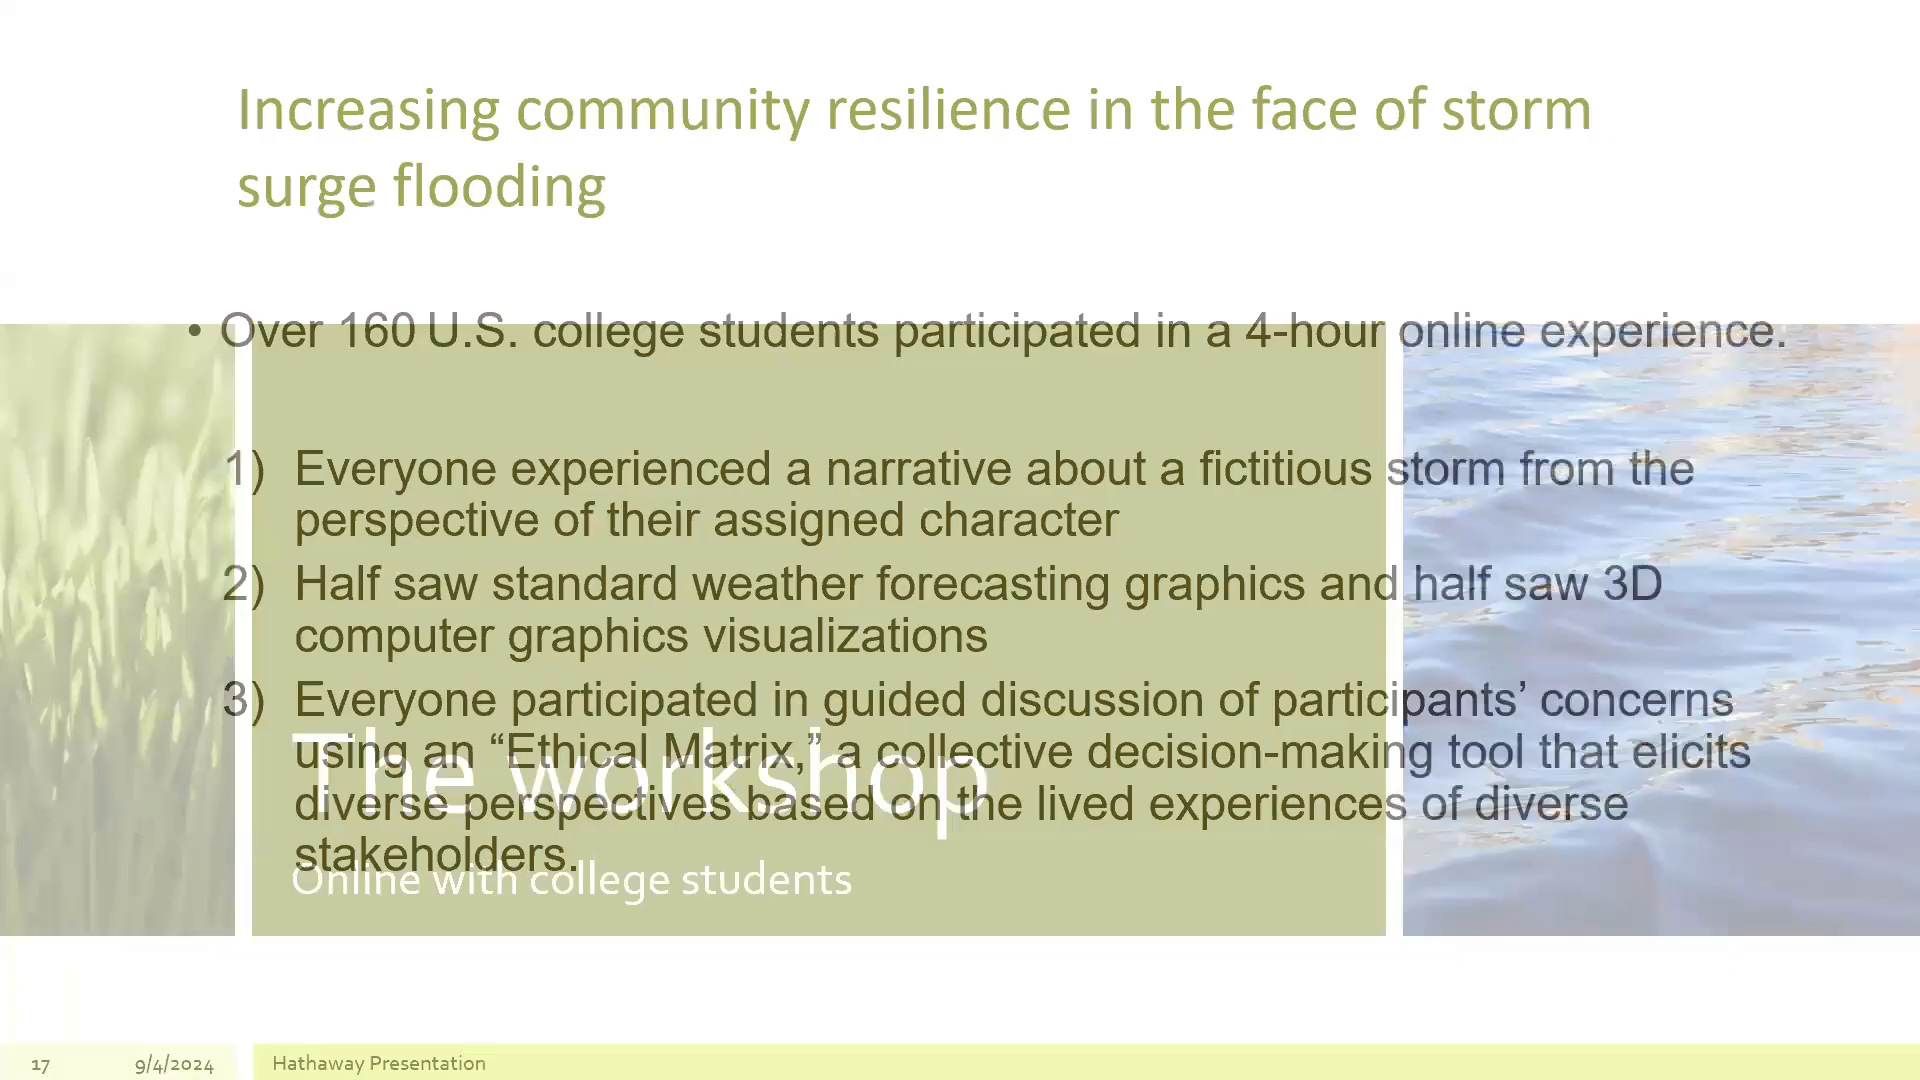 Increasing community resilience in the face of storm
surge flooding
• Over 160 U.S. college students participated in a 4-hour online experience.
1) Everyone experienced a narrative about a fictitious storm from the
perspective of their assigned character
2) Half saw standard weather forecasting graphics and half saw 3D
computer graphics visualizations
3) Everyone participated in guided discussion of participants’ concerns
using an “Ethical Matrix,” a collective decision-making tool that elicits
diverse perspectives based on the lived experiences of diverse
stakeholders.
The workshop
Online with college students
17 9/4/2024 Hathaway Presentation